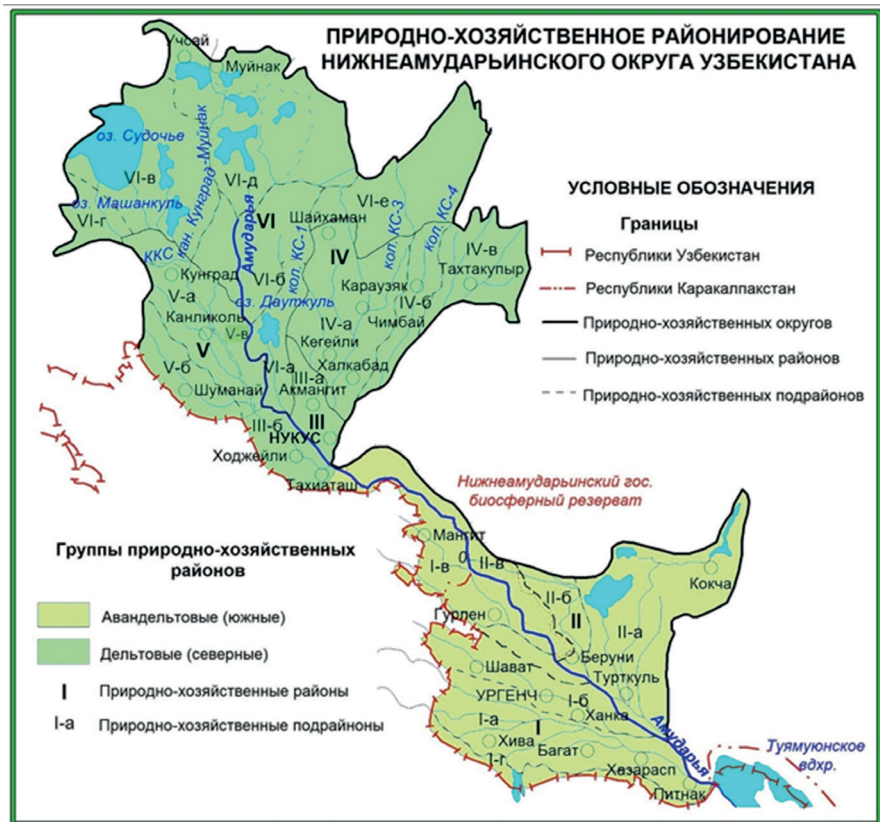 ПРИРОДНО-ХОЗЯЙСТВЕННОЕ РАЙОНИРОВАНИЕ
НИЖНЕАМУДАРЬИНСКОГО ОКРУГА УЗБЕКИСТАНА
Учсай
Муйнак
оз. Судочье
кан. Кунград-Муйнак
VI-в
VI-д
оз. Машанкуль
VI-г
VI
Амударья
VI-е
Шайхаман
кол. КС-1
кол. КС-3
кол. КС-4
IV
IV-в
Тахтакупыр
ККС
Кунград
VI-б
Караузяк
V-а
оз. Дауткуль
IV-б
Канликоль
V-в
IV-а
Чимбай
Кегейли
V
V-б
VI-а
Халкабад
III-а
Шуманай
Акмангит
III-б
III
НУКУС
Ходжейли
Тахиаташ
УСЛОВНЫЕ ОБОЗНАЧЕНИЯ
Границы
Республики Узбекистан
Республики Каракалпакстан
Природно-хозяйственных округов
Природно-хозяйственных районов
Природно-хозяйственных подрайонов
Нижнеамударьинский гос.
биосферный резерват
Группы природно-хозяйственных
районов
Авандельтовые (южные)
Дельтовые (северные)
I Природно-хозяйственные районы
I-а Природно-хозяйственные подрайноны
Мангит
0
I-в
II-в
Кокча
II-б
Гурлен
II
II-а
Беруни
Шават
Турткуль
УРГЕНЧ
I-б
Ханка
Амударья
I-а
I
Хива
Багат
I-г
Хазарасп
Питнак
Туямуюнское
вдхр.